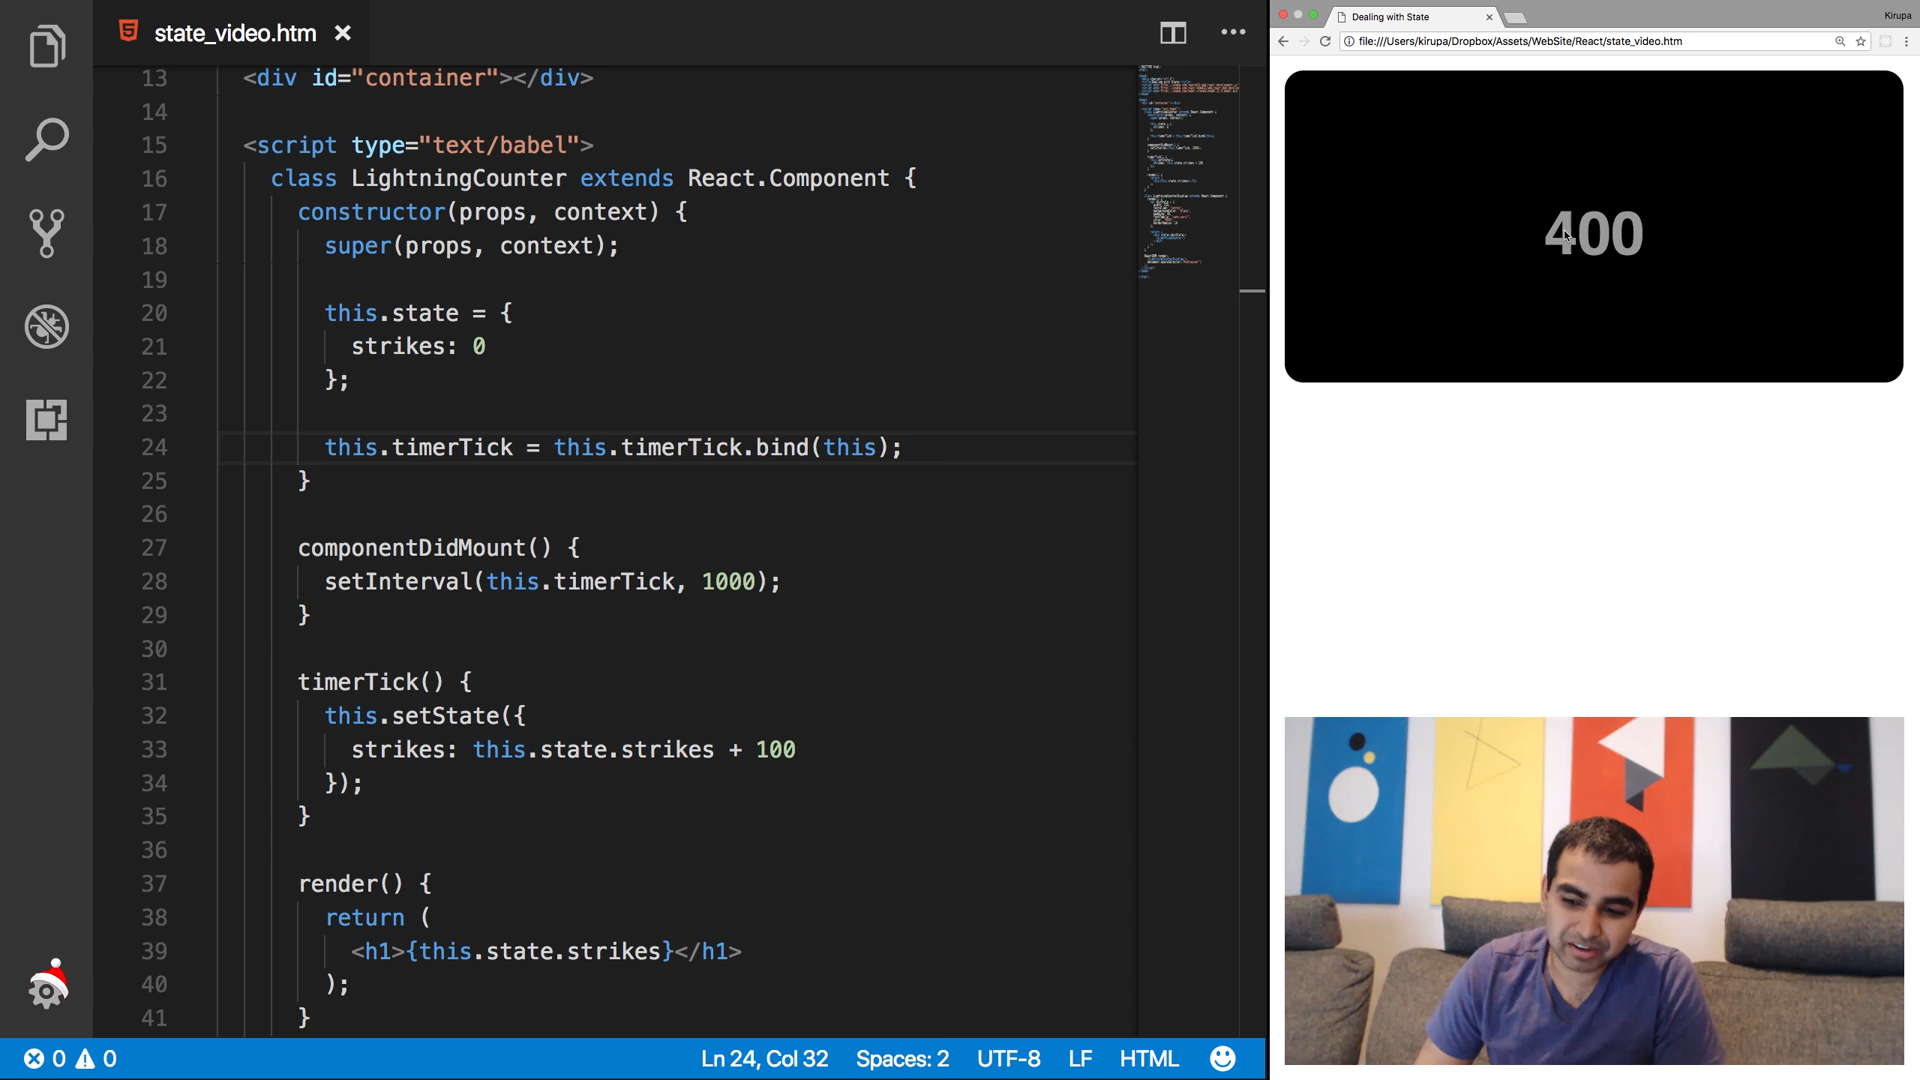 state_video.htm
13 <div id="container"></div>
14
15 <script type="text/babel">
16 class LightningCounter extends React.Component {
17 constructor(props, context) {
18 super(props, context);
19
20 this.state = {
21 strikes: 0
22 };
23
24 this.timerTick = this.timerTick.bind(this);
25 }
26
27 componentDidMount() {
28 setInterval(this.timerTick, 1000);
29 }
30
31 timerTick() {
32 this.setState({
33 strikes: this.state.strikes + 100
34 });
35 }
36
37 render() {
38 return (
39 <h1>{this.state.strikes}</h1>
40 );
41 }
0 0 Ln 24, Col 32 Spaces: 2 UTF-8 LF HTML
Dealing with State
Kirupa
file:///Users/kirupa/Dropbox/Assets/WebSite/React/state_video.htm
400